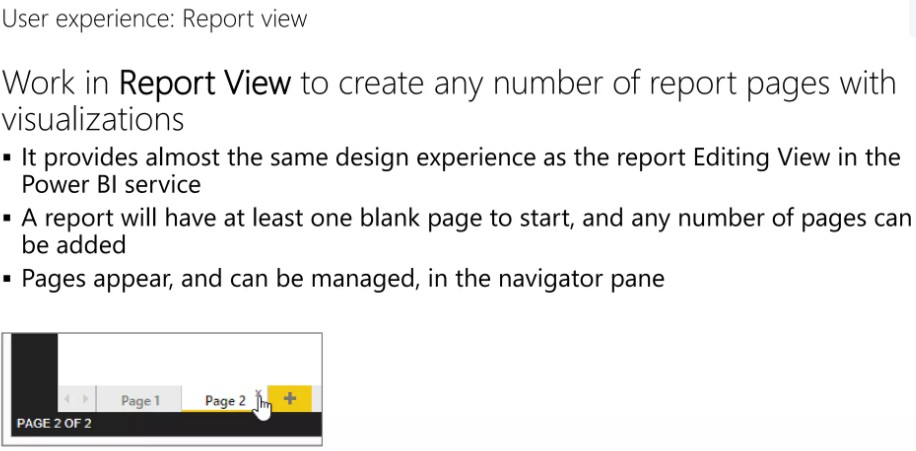 User experience: Report view
Work in Report View to create any number of report pages with
visualizations
▪ It provides almost the same design experience as the report Editing View in the
Power BI service
▪ A report will have at least one blank page to start, and any number of pages can
be added
▪ Pages appear, and can be managed, in the navigator pane
Page 1 Page 2 x +
PAGE 2 OF 2